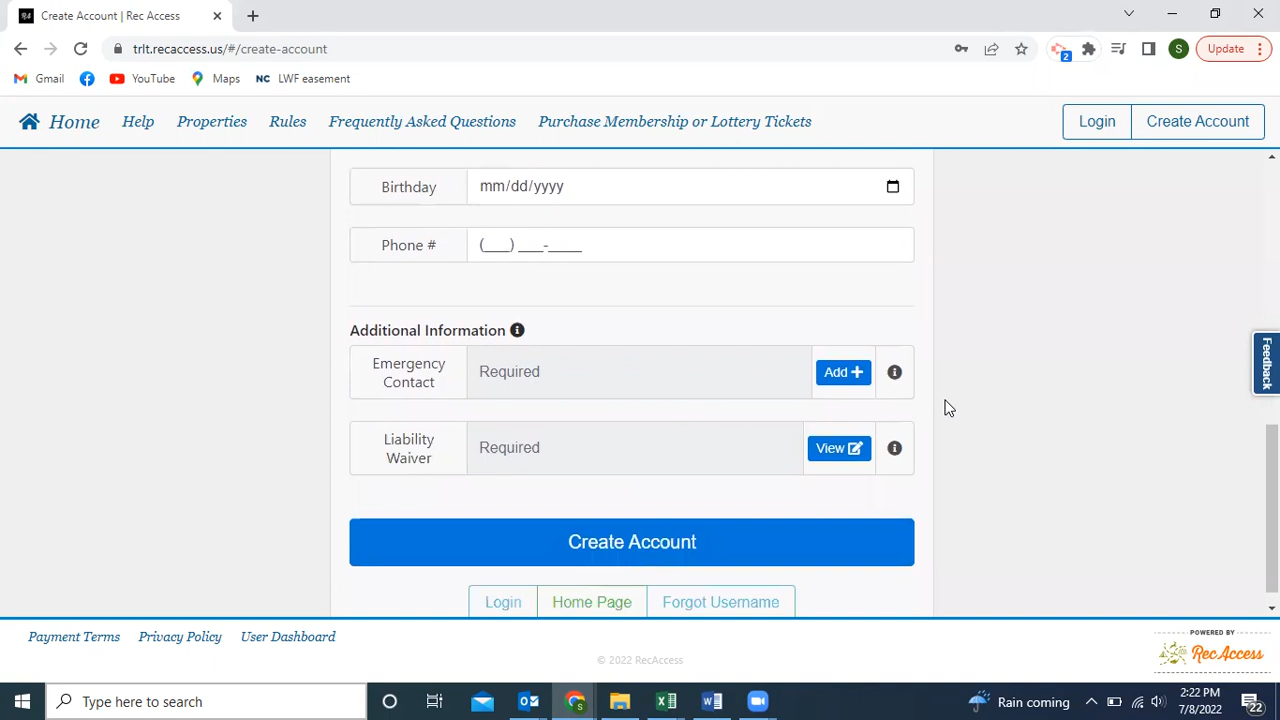 Create Account | Rec Access
trlt.recaccess.us/#/create-account
2
S
Update
Gmail
YouTube
Maps
NC LWF easement
Home
Help
Properties
Rules
Frequently Asked Questions
Purchase Membership or Lottery Tickets
Login
Create Account
Birthday
mm/dd/yyyy
Phone #
(___) ___-____
Additional Information
Emergency
Contact
Required
Add +
Liability
Waiver
Required
View
Feedback
Create Account
Login
Home Page
Forgot Username
Payment Terms
Privacy Policy
User Dashboard
© 2022 RecAccess
POWERED BY
RecAccess
Type here to search
Rain coming
2:22 PM
7/8/2022
22